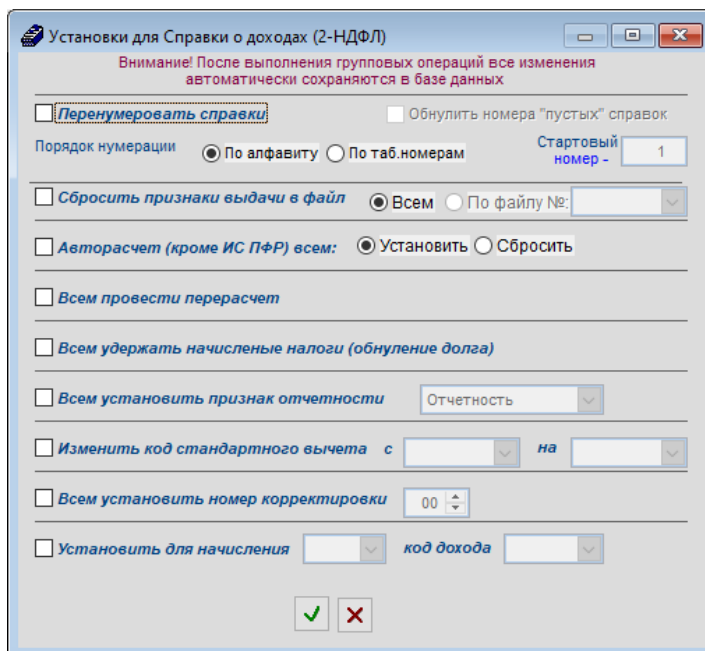 Установки для Справки о доходах (2-НДФЛ)
Внимание! После выполнения групповых операций все изменения
автоматически сохраняются в базе данных
Перенумеровать справки Обнулить номера "пустых" справок
Порядок нумерации По алфавиту По таб.номерам Стартовый
номер - 1
Сбросить признаки выдачи в файл Всем По файлу №:
Авторасчет (кроме ИС ПФР) всем: Установить Сбросить
Всем провести перерасчет
Всем удержать начисленые налоги (обнуление долга)
Всем установить признак отчетности Отчетность
Изменить код стандартного вычета с на
Всем установить номер корректировки 00
Установить для начисления код дохода